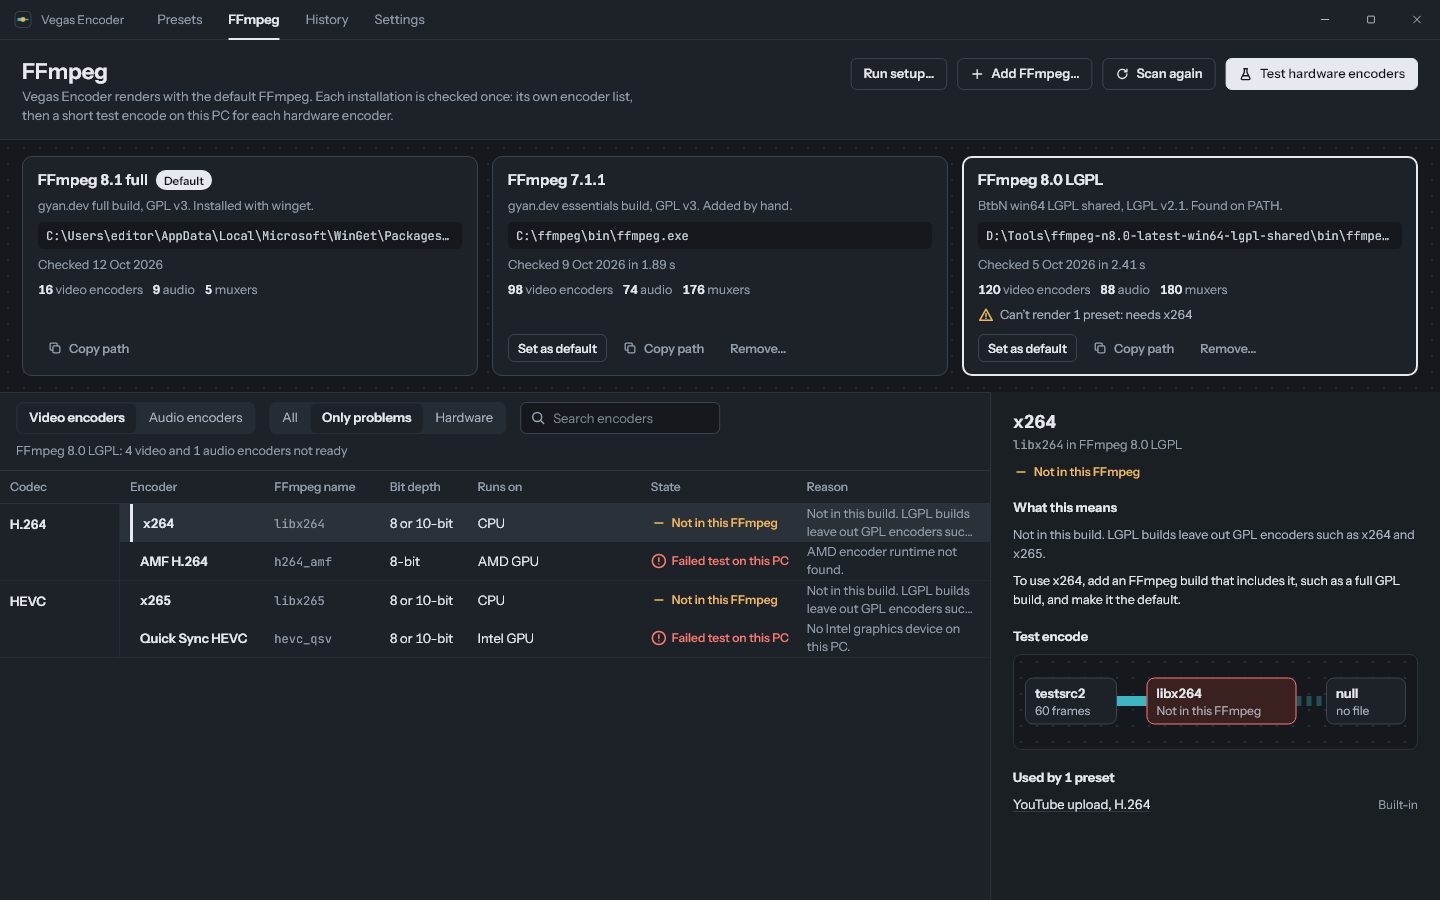 Vegas Encoder
Presets
FFmpeg
History
Settings
FFmpeg
Vegas Encoder renders with the default FFmpeg. Each installation is checked once: its own encoder list,
then a short test encode on this PC for each hardware encoder.
Run setup...
Add FFmpeg...
Scan again
Test hardware encoders
FFmpeg 8.1 full
Default
gyan.dev full build, GPL v3. Installed with winget.
C:\Users\editor\AppData\Local\Microsoft\WinGet\Packages…
Checked 12 Oct 2026
16 video encoders 9 audio 5 muxers
Copy path
FFmpeg 7.1.1
gyan.dev essentials build, GPL v3. Added by hand.
C:\ffmpeg\bin\ffmpeg.exe
Checked 9 Oct 2026 in 1.89 s
98 video encoders 74 audio 176 muxers
Set as default
Copy path
Remove...
FFmpeg 8.0 LGPL
BtbN win64 LGPL shared, LGPL v2.1. Found on PATH.
D:\Tools\ffmpeg-n8.0-latest-win64-lgpl-shared\bin\ffmpe…
Checked 5 Oct 2026 in 2.41 s
120 video encoders 88 audio 180 muxers
Can't render 1 preset: needs x264
Set as default
Copy path
Remove...
Video encoders
Audio encoders
All
Only problems
Hardware
Search encoders
FFmpeg 8.0 LGPL: 4 video and 1 audio encoders not ready
Codec
Encoder
FFmpeg name
Bit depth
Runs on
State
Reason
H.264
x264
libx264
8 or 10-bit
CPU
Not in this FFmpeg
Not in this build. LGPL builds
leave out GPL encoders suc…
AMF H.264
h264_amf
8-bit
AMD GPU
Failed test on this PC
AMD encoder runtime not
found.
HEVC
x265
libx265
8 or 10-bit
CPU
Not in this FFmpeg
Not in this build. LGPL builds
leave out GPL encoders suc…
Quick Sync HEVC
hevc_qsv
8 or 10-bit
Intel GPU
Failed test on this PC
No Intel graphics device on
this PC.
x264
libx264 in FFmpeg 8.0 LGPL
Not in this FFmpeg
What this means
Not in this build. LGPL builds leave out GPL encoders such as x264 and
x265.
To use x264, add an FFmpeg build that includes it, such as a full GPL
build, and make it the default.
Test encode
testsrc2
60 frames
libx264
Not in this FFmpeg
null
no file
Used by 1 preset
YouTube upload, H.264
Built-in